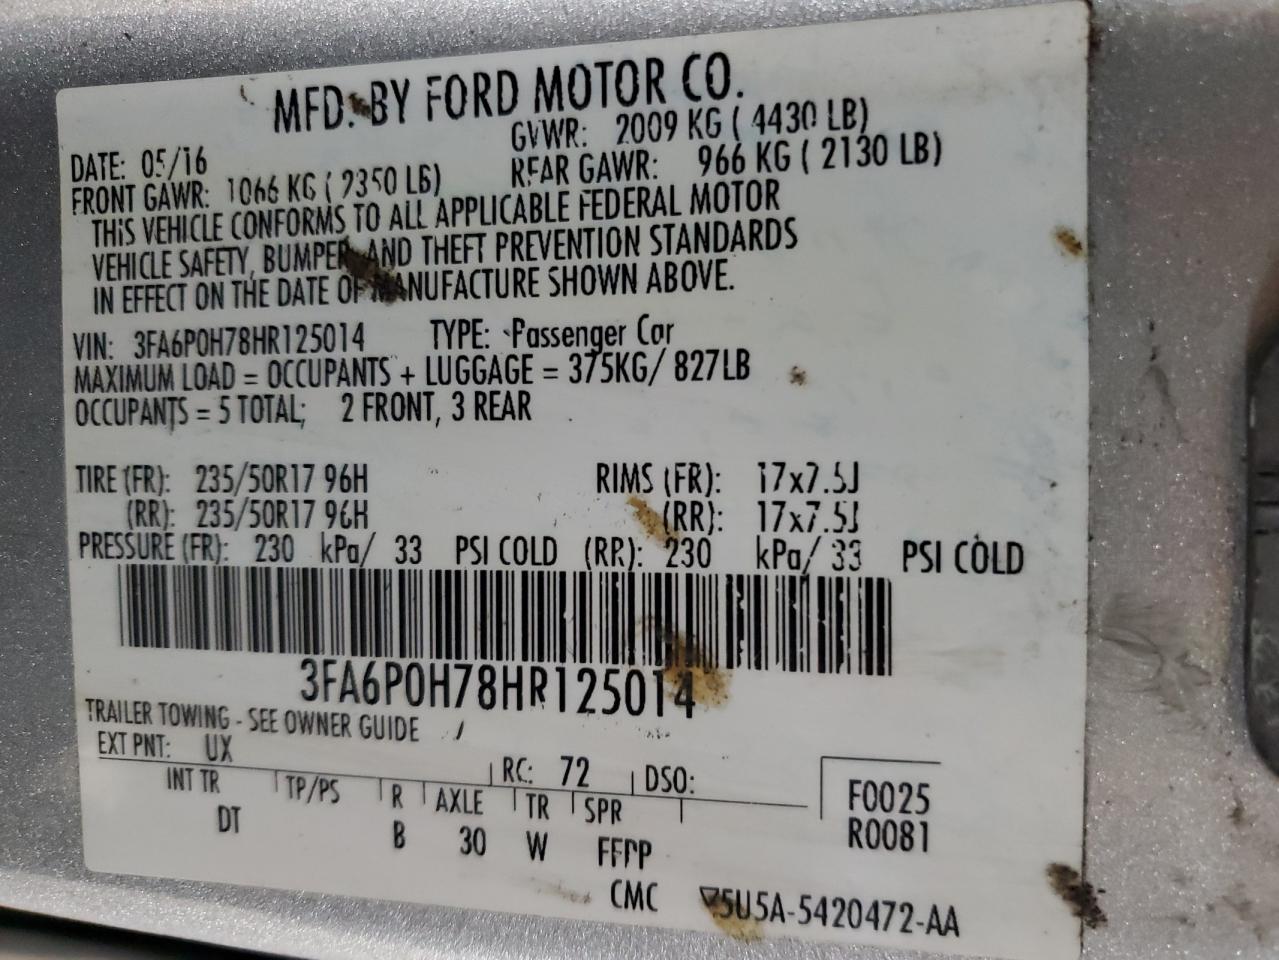 MFD. BY FORD MOTOR CO.
DATE: 05/16 GVWR: 2009 KG ( 4430 LB)
FRONT GAWR: 1066 KG ( 2350 LB) REAR GAWR: 966 KG ( 2130 LB)
THIS VEHICLE CONFORMS TO ALL APPLICABLE FEDERAL MOTOR
VEHICLE SAFETY, BUMPER, AND THEFT PREVENTION STANDARDS
IN EFFECT ON THE DATE OF MANUFACTURE SHOWN ABOVE.
VIN: 3FA6P0H78HR125014 TYPE: Passenger Car
MAXIMUM LOAD = OCCUPANTS + LUGGAGE = 375KG/ 827LB
OCCUPANTS = 5 TOTAL; 2 FRONT, 3 REAR
TIRE (FR): 235/50R17 96H RIMS (FR): 17x7.5J
(RR): 235/50R17 96H (RR): 17x7.5J
PRESSURE (FR): 230 kPa/ 33 PSI COLD (RR): 230 kPa/ 33 PSI COLD
3FA6P0H78HR125014
TRAILER TOWING - SEE OWNER GUIDE
EXT PNT: UX RC: 72 DSO:
INT TR TP/PS R AXLE TR SPR F0025
DT B 30 W FFPP R0081
CMC 5U5A-5420472-AA